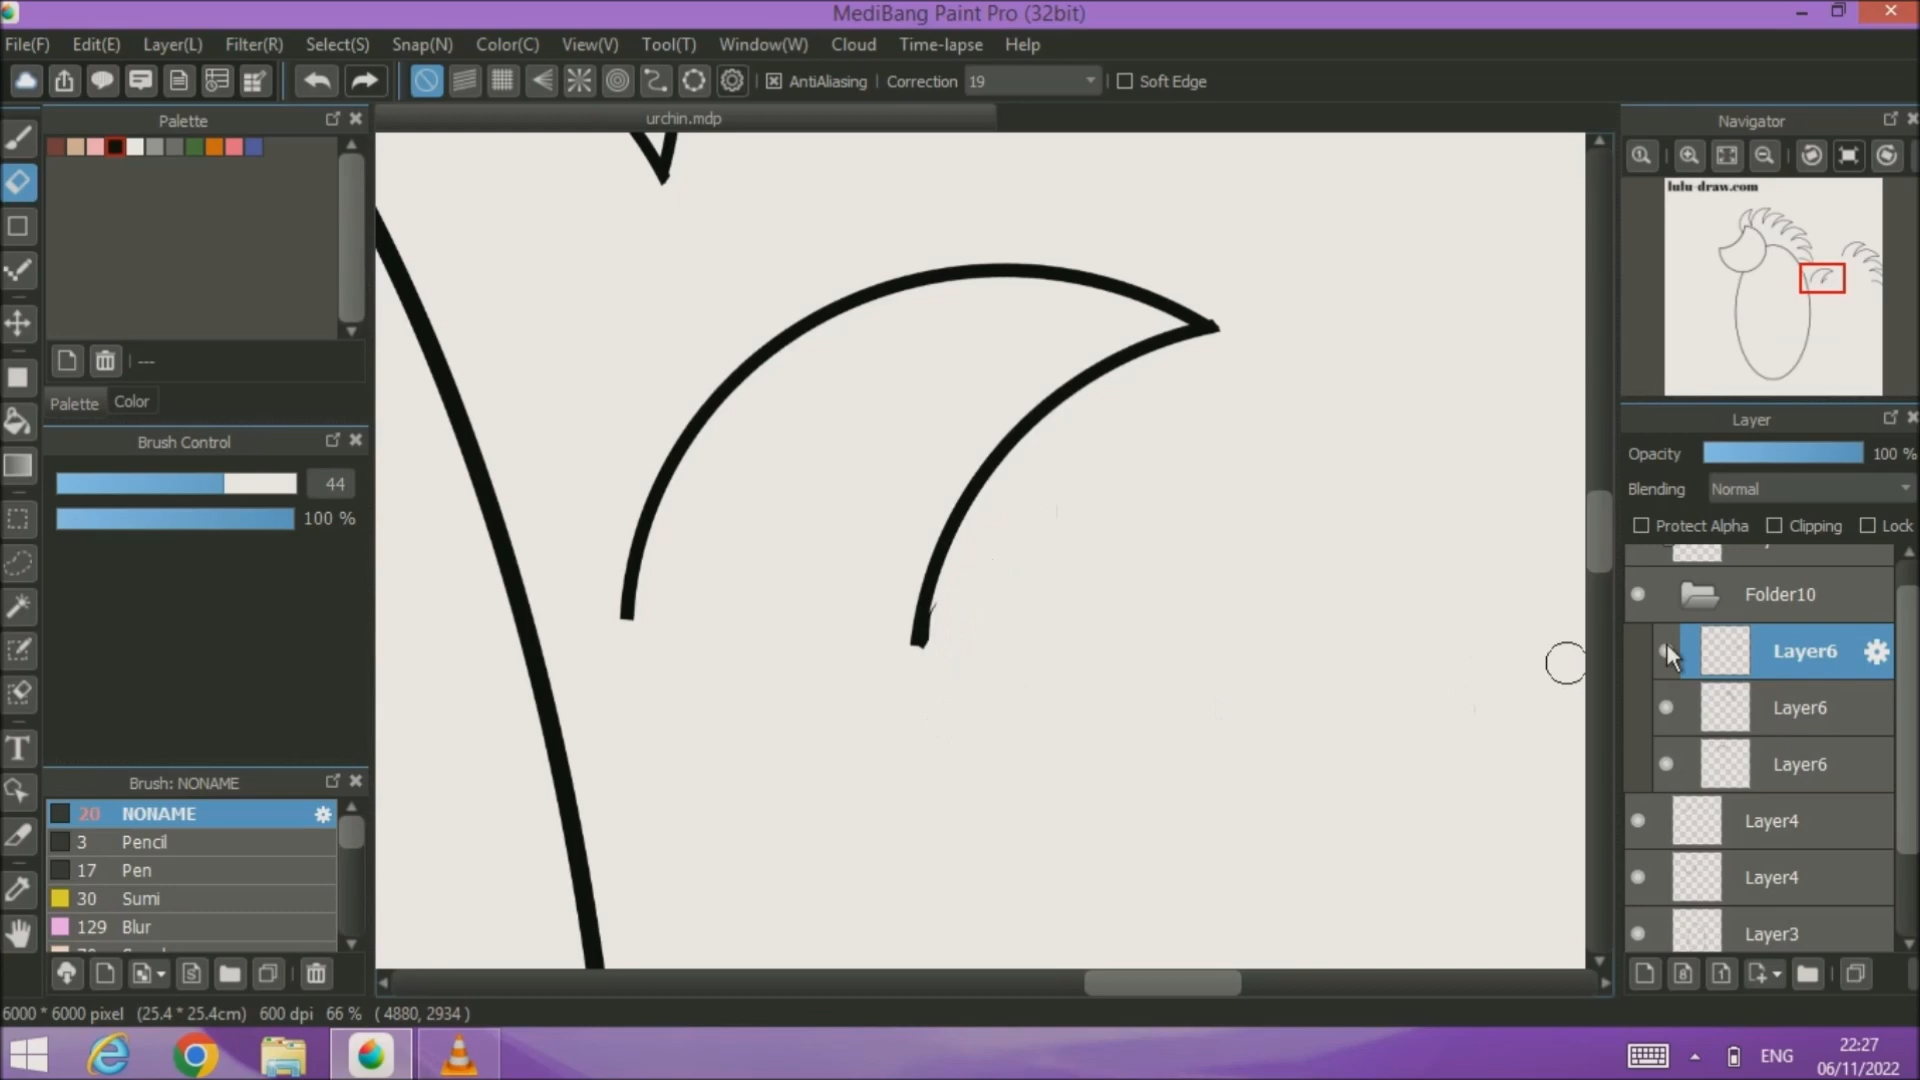 MediBang Paint Pro (32bit)
File(F) Edit(E) Layer(L) Filter(R) Select(S) Snap(N) Color(C) View(V) Tool(T) Window(W) Cloud Time-lapse Help
AntiAliasing Correction 19 Soft Edge
Palette
urchin.mdp
Navigator
lulu-draw.com
---
Palette Color
Brush Control
44
100 %
Layer
Opacity 100 %
Blending Normal
Protect Alpha Clipping Lock
Folder10
Layer6
Layer6
Layer6
Layer4
Layer4
Layer3
Brush: NONAME
20 NONAME
3 Pencil
17 Pen
30 Sumi
129 Blur
6000 * 6000 pixel (25.4 * 25.4cm) 600 dpi 66 % ( 4880, 2934 )
ENG
22:27
06/11/2022